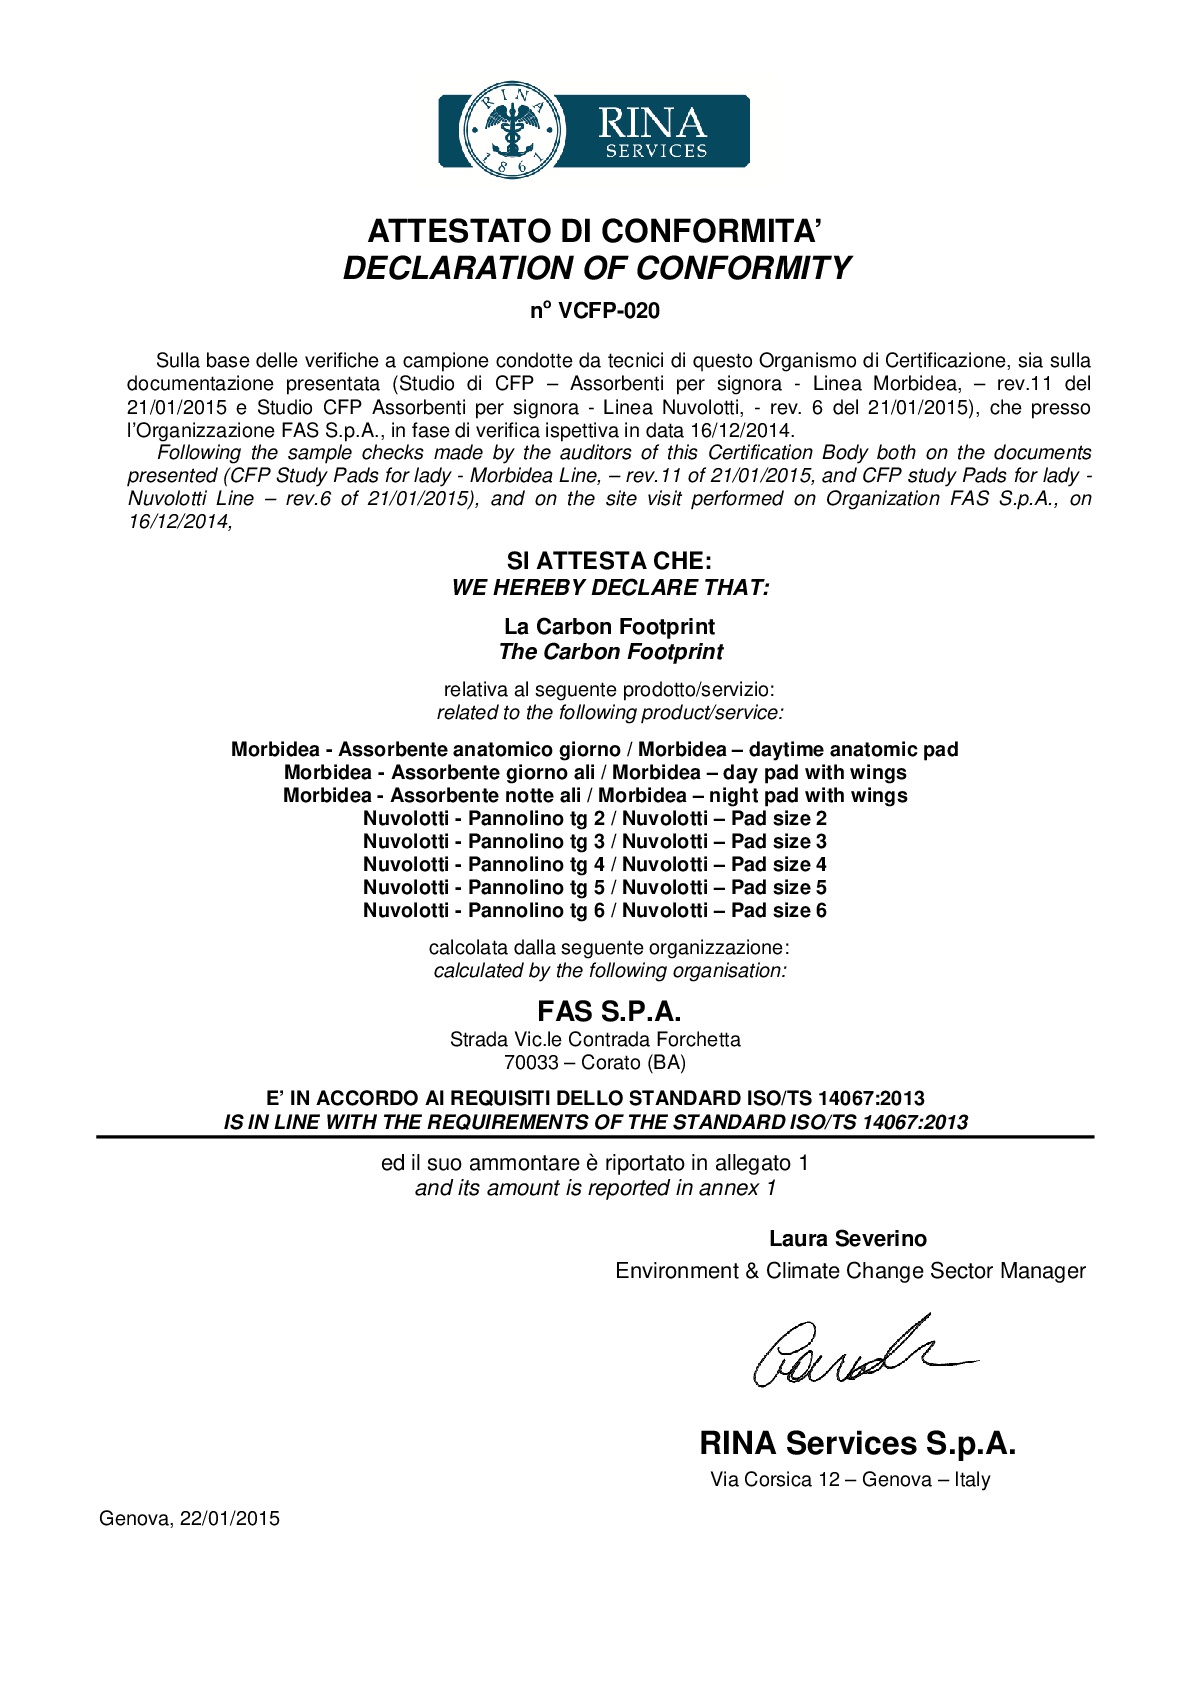 RINA
1861
RINA
SERVICES
ATTESTATO DI CONFORMITA’
DECLARATION OF CONFORMITY
nº VCFP-020
Sulla base delle verifiche a campione condotte da tecnici di questo Organismo di Certificazione, sia sulla
documentazione presentata (Studio di CFP – Assorbenti per signora - Linea Morbidea, – rev.11 del
21/01/2015 e Studio CFP Assorbenti per signora - Linea Nuvolotti, - rev. 6 del 21/01/2015), che presso
l’Organizzazione FAS S.p.A., in fase di verifica ispettiva in data 16/12/2014.
Following the sample checks made by the auditors of this Certification Body both on the documents
presented (CFP Study Pads for lady - Morbidea Line, – rev.11 of 21/01/2015, and CFP study Pads for lady -
Nuvolotti Line – rev.6 of 21/01/2015), and on the site visit performed on Organization FAS S.p.A., on
16/12/2014,
SI ATTESTA CHE:
WE HEREBY DECLARE THAT:
La Carbon Footprint
The Carbon Footprint
relativa al seguente prodotto/servizio:
related to the following product/service:
Morbidea - Assorbente anatomico giorno / Morbidea – daytime anatomic pad
Morbidea - Assorbente giorno ali / Morbidea – day pad with wings
Morbidea - Assorbente notte ali / Morbidea – night pad with wings
Nuvolotti - Pannolino tg 2 / Nuvolotti – Pad size 2
Nuvolotti - Pannolino tg 3 / Nuvolotti – Pad size 3
Nuvolotti - Pannolino tg 4 / Nuvolotti – Pad size 4
Nuvolotti - Pannolino tg 5 / Nuvolotti – Pad size 5
Nuvolotti - Pannolino tg 6 / Nuvolotti – Pad size 6
calcolata dalla seguente organizzazione:
calculated by the following organisation:
FAS S.P.A.
Strada Vic.le Contrada Forchetta
70033 – Corato (BA)
E’ IN ACCORDO AI REQUISITI DELLO STANDARD ISO/TS 14067:2013
IS IN LINE WITH THE REQUIREMENTS OF THE STANDARD ISO/TS 14067:2013
ed il suo ammontare è riportato in allegato 1
and its amount is reported in annex 1
Laura Severino
Environment & Climate Change Sector Manager
RINA Services S.p.A.
Via Corsica 12 – Genova – Italy
Genova, 22/01/2015